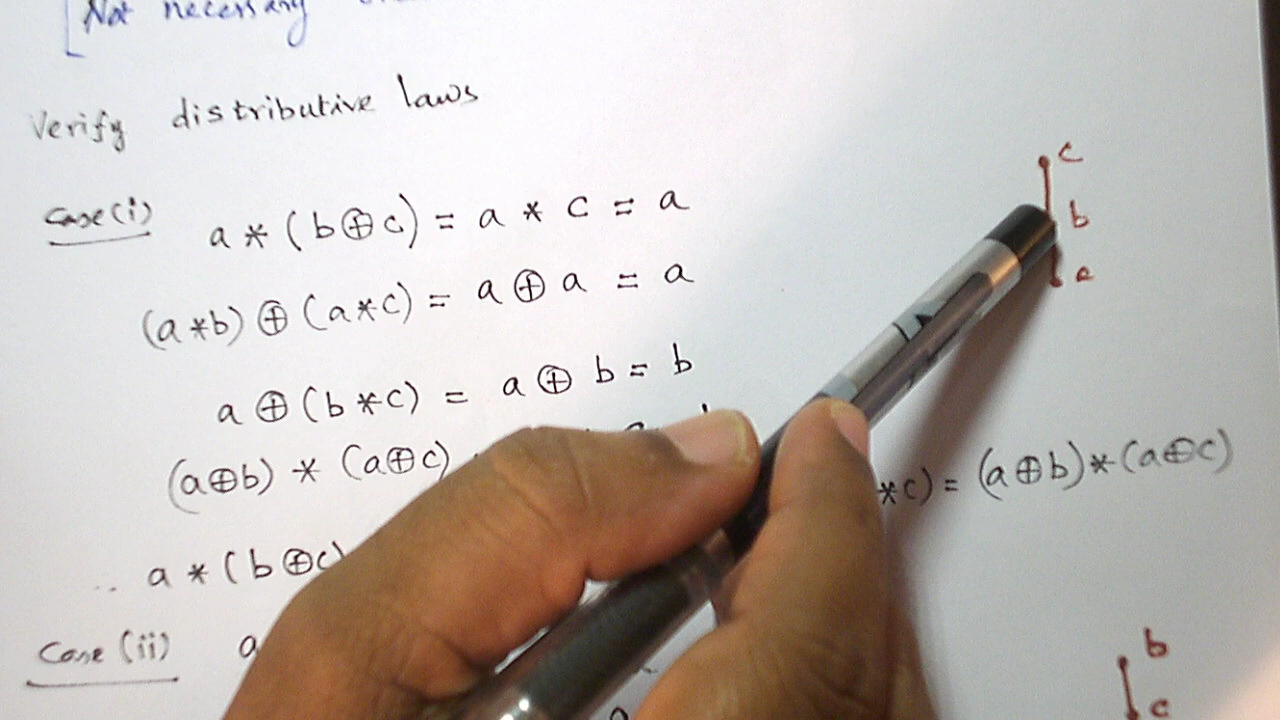 [Not necessary
Verify distributive laws
Case(i) a * (b ⊕ c) = a * c = a
(a * b) ⊕ (a * c) = a ⊕ a = a
a ⊕ (b * c) = a ⊕ b = b
(a ⊕ b) * (a ⊕ c)
*c) = (a ⊕ b) * (a ⊕ c)
a * (b ⊕ c)
Case (ii) a
c
b
a
b
c